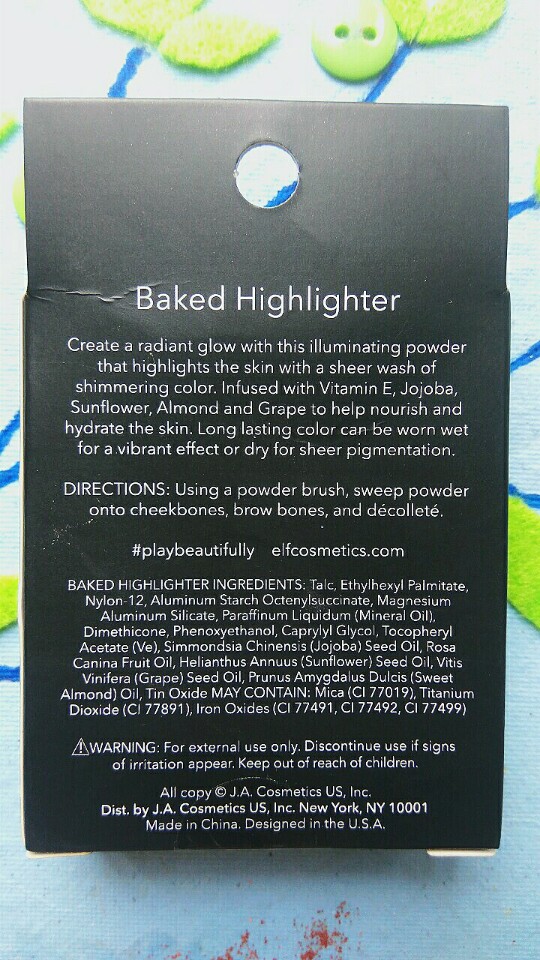 Baked Highlighter
Create a radiant glow with this illuminating powder
that highlights the skin with a sheer wash of
shimmering color. Infused with Vitamin E, Jojoba,
Sunflower, Almond and Grape to help nourish and
hydrate the skin. Long lasting color can be worn wet
for a vibrant effect or dry for sheer pigmentation.
DIRECTIONS: Using a powder brush, sweep powder
onto cheekbones, brow bones, and décolleté.
#playbeautifully elfcosmetics.com
BAKED HIGHLIGHTER INGREDIENTS: Talc, Ethylhexyl Palmitate,
Nylon-12, Aluminum Starch Octenylsuccinate, Magnesium
Aluminum Silicate, Paraffinum Liquidum (Mineral Oil),
Dimethicone, Phenoxyethanol, Caprylyl Glycol, Tocopheryl
Acetate (Ve), Simmondsia Chinensis (Jojoba) Seed Oil, Rosa
Canina Fruit Oil, Helianthus Annuus (Sunflower) Seed Oil, Vitis
Vinifera (Grape) Seed Oil, Prunus Amygdalus Dulcis (Sweet
Almond) Oil, Tin Oxide MAY CONTAIN: Mica (CI 77019), Titanium
Dioxide (CI 77891), Iron Oxides (CI 77491, CI 77492, CI 77499)
⚠WARNING: For external use only. Discontinue use if signs
of irritation appear. Keep out of reach of children.
All copy © J.A. Cosmetics US, Inc.
Dist. by J.A. Cosmetics US, Inc. New York, NY 10001
Made in China. Designed in the U.S.A.